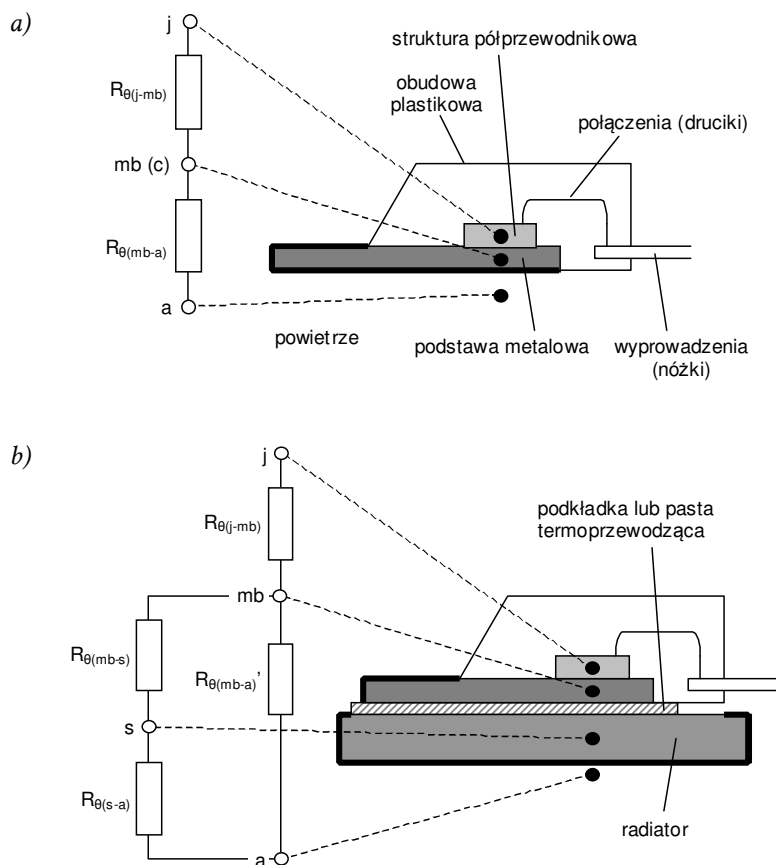 a)
j
struktura półprzewodnikowa
obudowa
plastikowa
Rθ(j-mb)
połączenia (druciki)
mb (c)
Rθ(mb-a)
a
powietrze
podstawa metalowa
wyprowadzenia
(nóżki)
b)
j
Rθ(j-mb)
podkładka lub pasta
termoprzewodząca
mb
Rθ(mb-s)
Rθ(mb-a)'
s
Rθ(s-a)
a
radiator